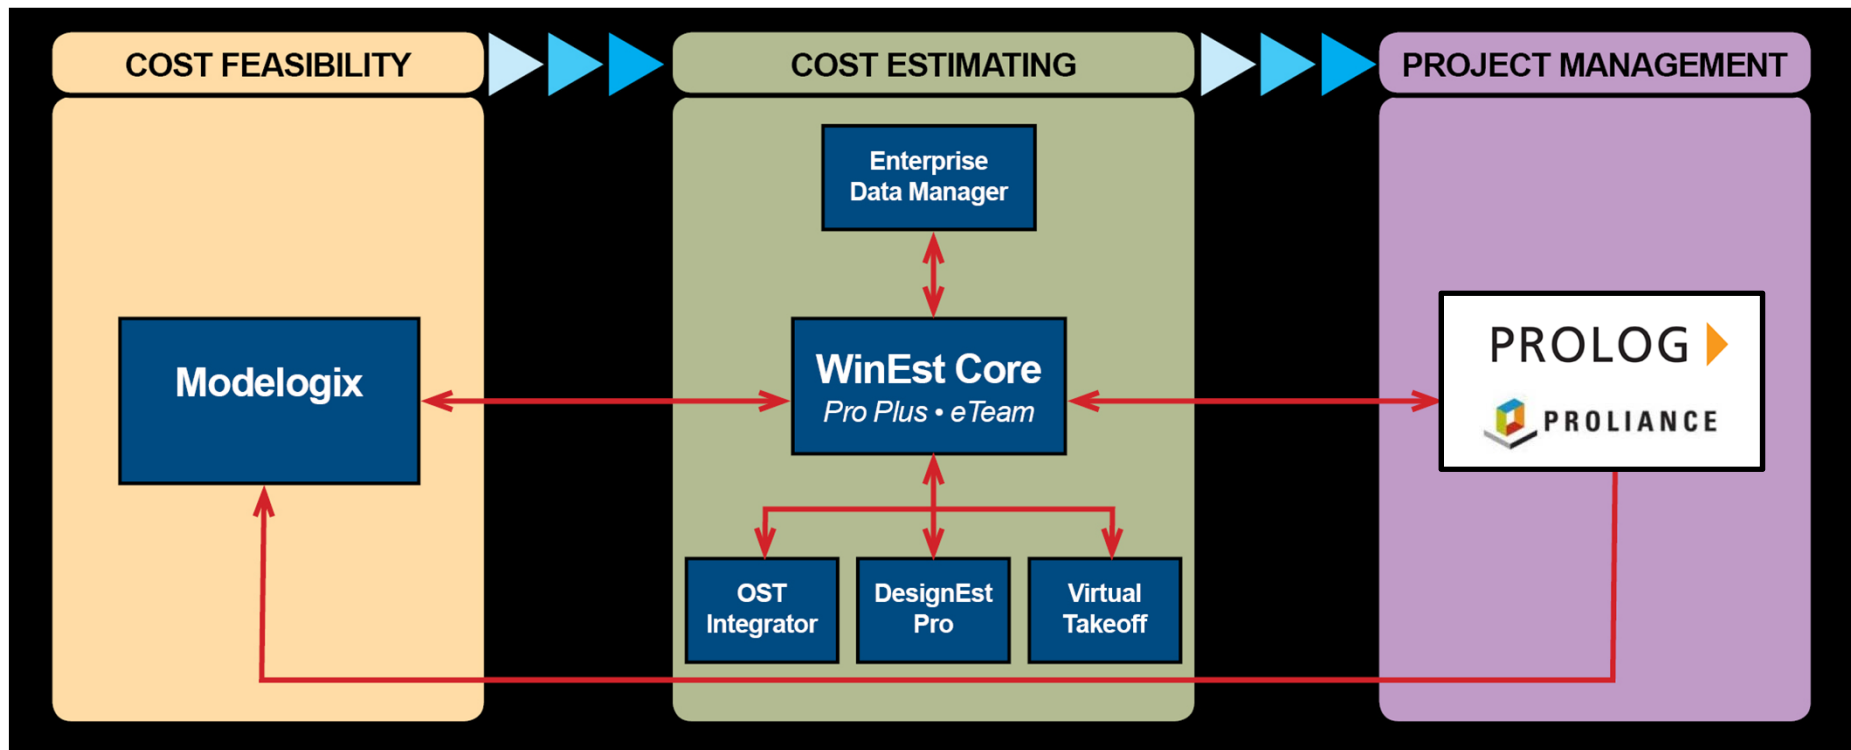 COST FEASIBILITY
COST ESTIMATING
PROJECT MANAGEMENT
Enterprise
Data Manager
Modelogix
WinEst Core
Pro Plus • eTeam
PROLOG
PROLIANCE
OST
Integrator
DesignEst
Pro
Virtual
Takeoff